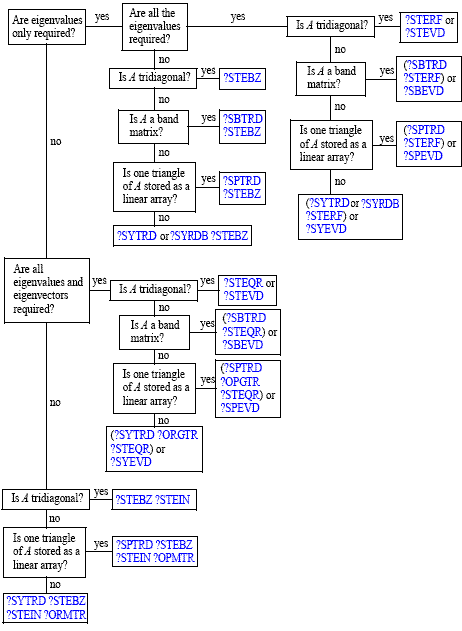 Are eigenvalues
only required?
yes
Are all the
eigenvalues
required?
yes
Is A tridiagonal?
yes
?STERF or
?STEVD
no
no
Is A tridiagonal?
yes
?STEBZ
Is A a band
matrix?
yes
(?SBTRD
?STERF) or
?SBEVD
no
no
Is A a band
matrix?
yes
?SBTRD
?STEBZ
Is one triangle
of A stored as a
linear array?
yes
(?SPTRD
?STERF) or
?SPEVD
no
no
no
Is one triangle
of A stored as a
linear array?
yes
?SPTRD
?STEBZ
(?SYTRD or ?SYRDB
?STERF) or
?SYEVD
no
?SYTRD or ?SYRDB ?STEBZ
Are all
eigenvalues and
eigenvectors
required?
yes
Is A tridiagonal?
yes
?STEQR or
?STEVD
no
Is A a band
matrix?
yes
(?SBTRD
?STEQR) or
?SBEVD
no
Is one triangle
of A stored as a
linear array?
yes
(?SPTRD
?OPGTR
?STEQR) or
?SPEVD
no
no
(?SYTRD ?ORGTR
?STEQR) or
?SYEVD
Is A tridiagonal?
yes
?STEBZ ?STEIN
no
Is one triangle
of A stored as a
linear array?
yes
?SPTRD ?STEBZ
?STEIN ?OPMTR
no
?SYTRD ?STEBZ
?STEIN ?ORMTR